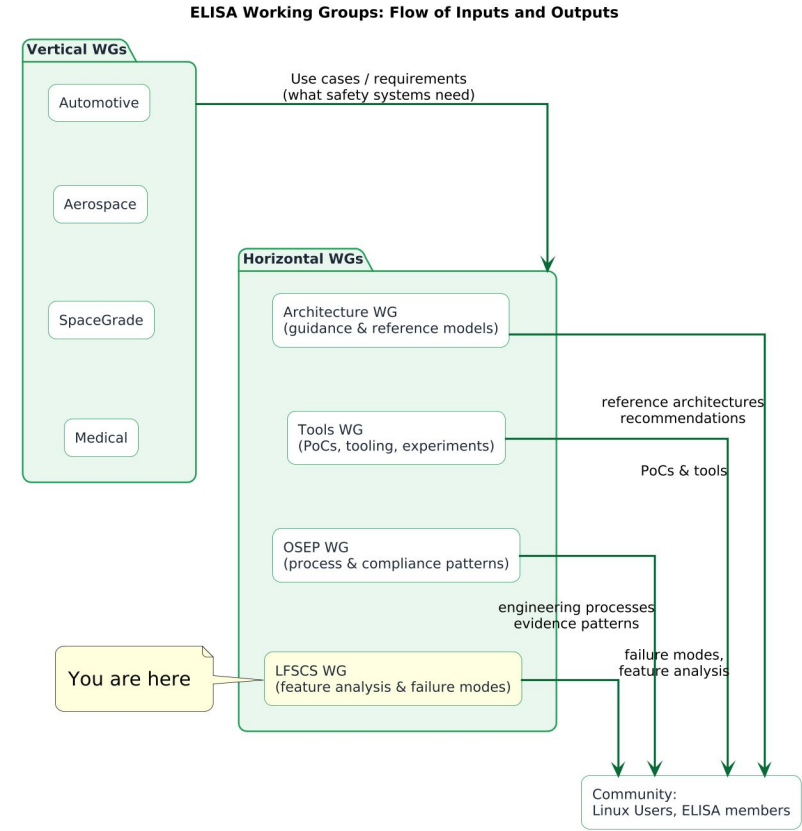 ELISA Working Groups: Flow of Inputs and Outputs
Vertical WGs
Automotive
Aerospace
SpaceGrade
Medical
Use cases / requirements
(what safety systems need)
Horizontal WGs
Architecture WG
(guidance & reference models)
reference architectures
recommendations
Tools WG
(PoCs, tooling, experiments)
PoCs & tools
OSEP WG
(process & compliance patterns)
engineering processes
evidence patterns
You are here
LFSCS WG
(feature analysis & failure modes)
failure modes,
feature analysis
Community:
Linux Users, ELISA members